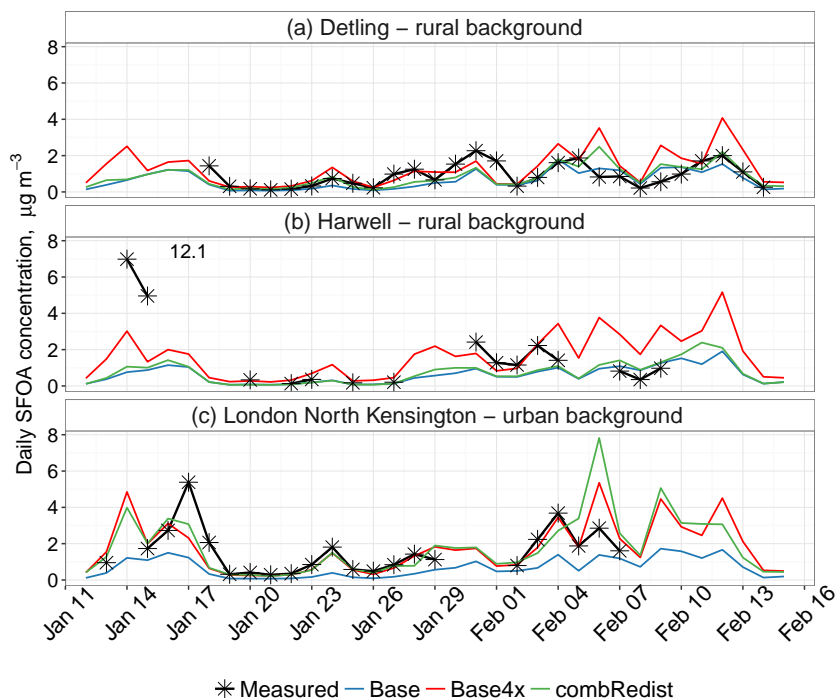 (a) Detling − rural background
8
6
4
2
0
(b) Harwell − rural background
8
6
4
2
0
12.1
(c) London North Kensington − urban background
8
6
4
2
0
Daily SFOA concentration, μg m−3
Jan 11
Jan 14
Jan 17
Jan 20
Jan 23
Jan 26
Jan 29
Feb 01
Feb 04
Feb 07
Feb 10
Feb 13
Feb 16
Measured Base Base4x combRedist